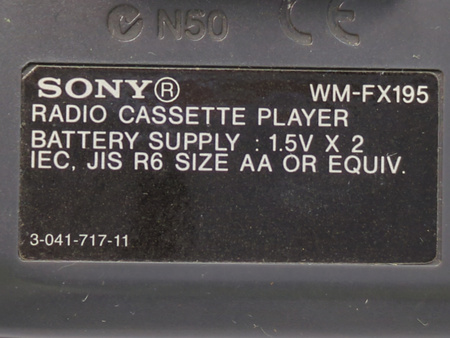 N50 CE
SONY® WM-FX195
RADIO CASSETTE PLAYER
BATTERY SUPPLY : 1.5V X 2
IEC, JIS R6 SIZE AA OR EQUIV.
3-041-717-11